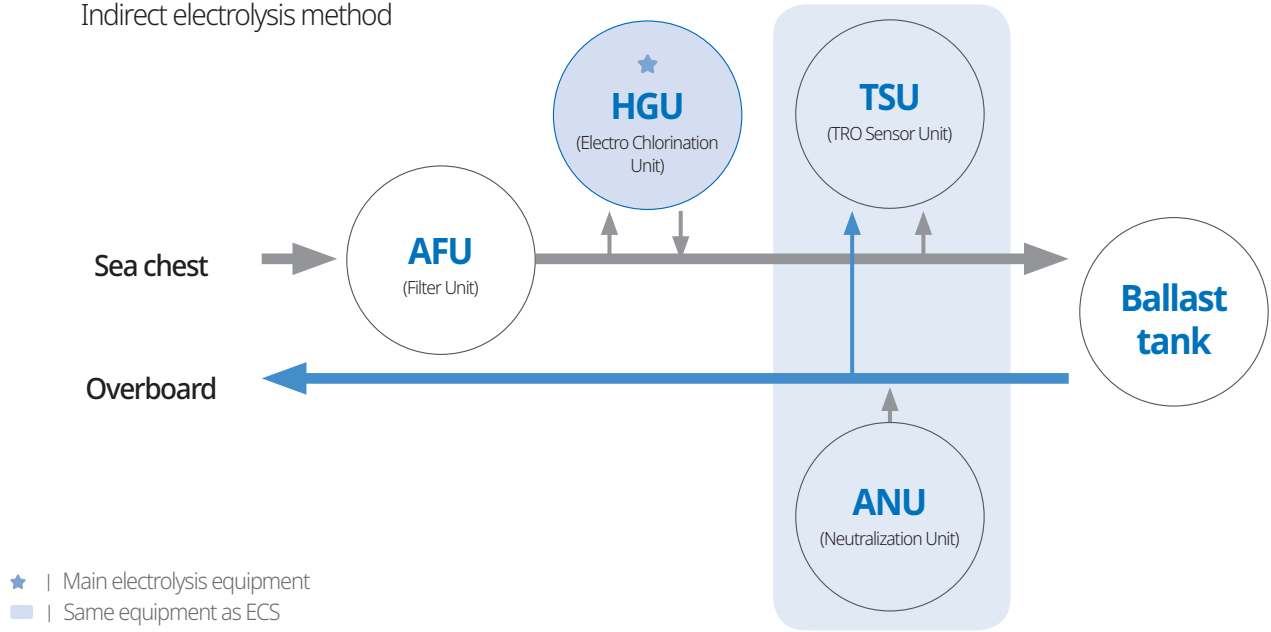 Indirect electrolysis method
HGU
(Electro Chlorination
Unit)
TSU
(TRO Sensor Unit)
AFU
(Filter Unit)
Sea chest
Ballast
tank
Overboard
ANU
(Neutralization Unit)
| Main electrolysis equipment
| Same equipment as ECS